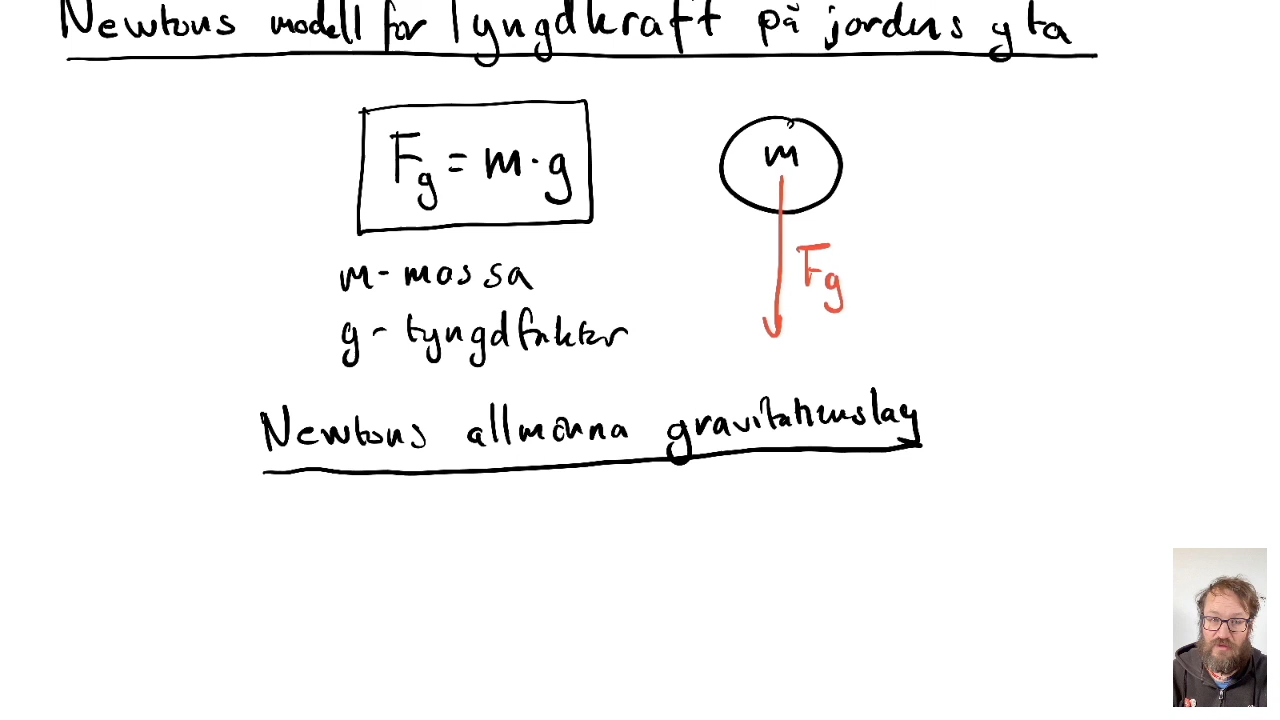 Newtons modell för tyngdkraft på jordens yta
Fg = m · g
m
Fg
m - massa
g - tyngdfaktor
Newtons allmänna gravitationslag